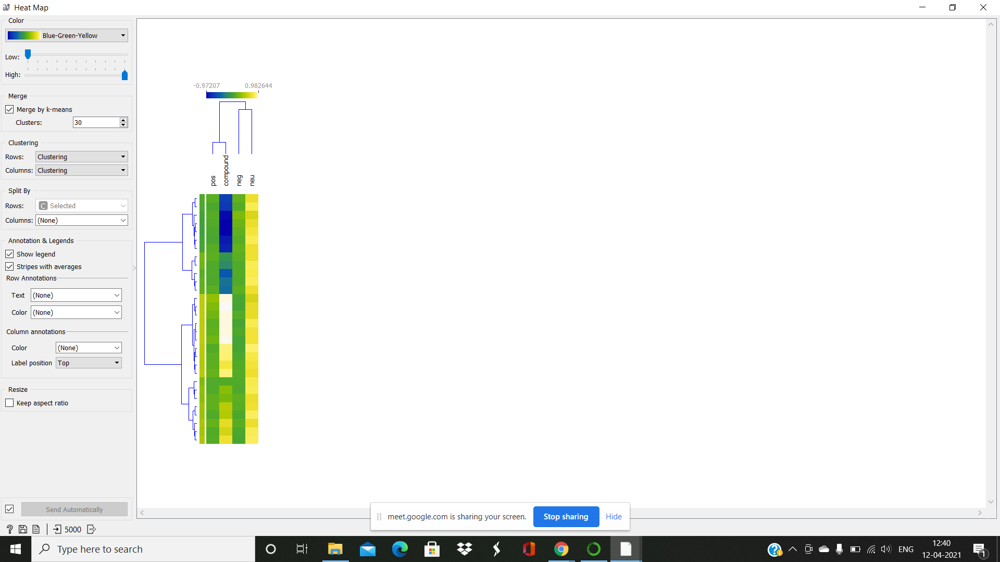 Heat Map
Color
Blue-Green-Yellow
Low:
High:
Merge
Merge by k-means
Clusters: 30
Clustering
Rows: Clustering
Columns: Clustering
Split By
Rows: C Selected
Columns: (None)
Annotation & Legends
Show legend
Stripes with averages
Row Annotations
Text (None)
Color (None)
Column annotations
Color (None)
Label position Top
Resize
Keep aspect ratio
Send Automatically
? 5000
-0.97207 0.982644
pos
compound
neg
neu
meet.google.com is sharing your screen. Stop sharing Hide
Type here to search
ENG
12:40
12-04-2021
1